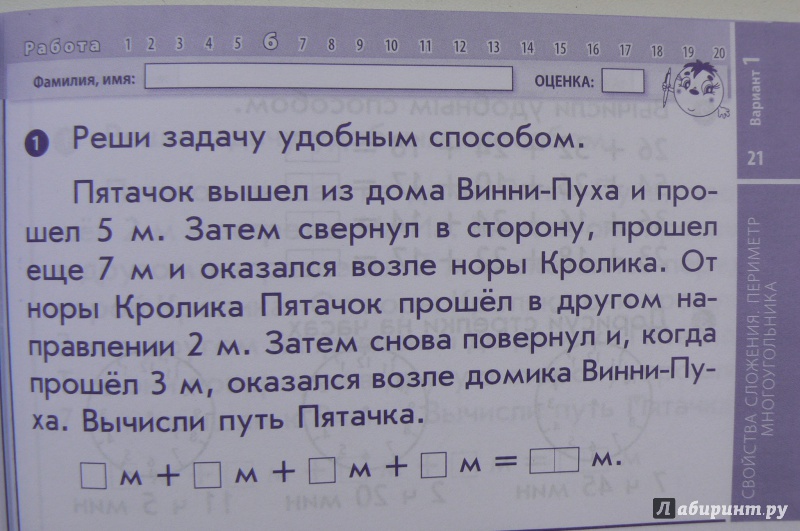 Работа 1 2 3 4 5 6 7 8 9 10 11 12 13 14 15 16 17 18 19 20
Фамилия, имя: ОЦЕНКА:
1 Реши задачу удобным способом.
Пятачок вышел из дома Винни-Пуха и про-
шел 5 м. Затем свернул в сторону, прошел
еще 7 м и оказался возле норы Кролика. От
норы Кролика Пятачок прошёл в другом на-
правлении 2 м. Затем снова повернул и, когда
прошёл 3 м, оказался возле домика Винни-Пу-
ха. Вычисли путь Пятачка.
м + м + м + м = м.
Вариант 1
21
СВОЙСТВА СЛОЖЕНИЯ. ПЕРИМЕТР
МНОГОУГОЛЬНИКА
Лабиринт.ру